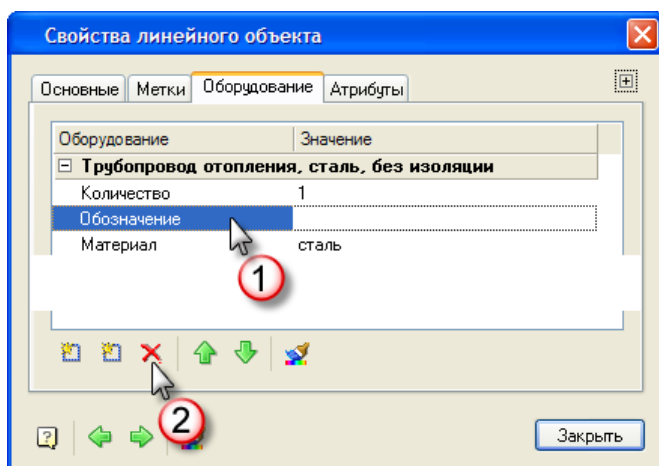 Свойства линейного объекта
Основные Метки Оборудование Атрибуты
Оборудование Значение
Трубопровод отопления, сталь, без изоляции
Количество 1
Обозначение
Материал сталь
1
2
Закрыть